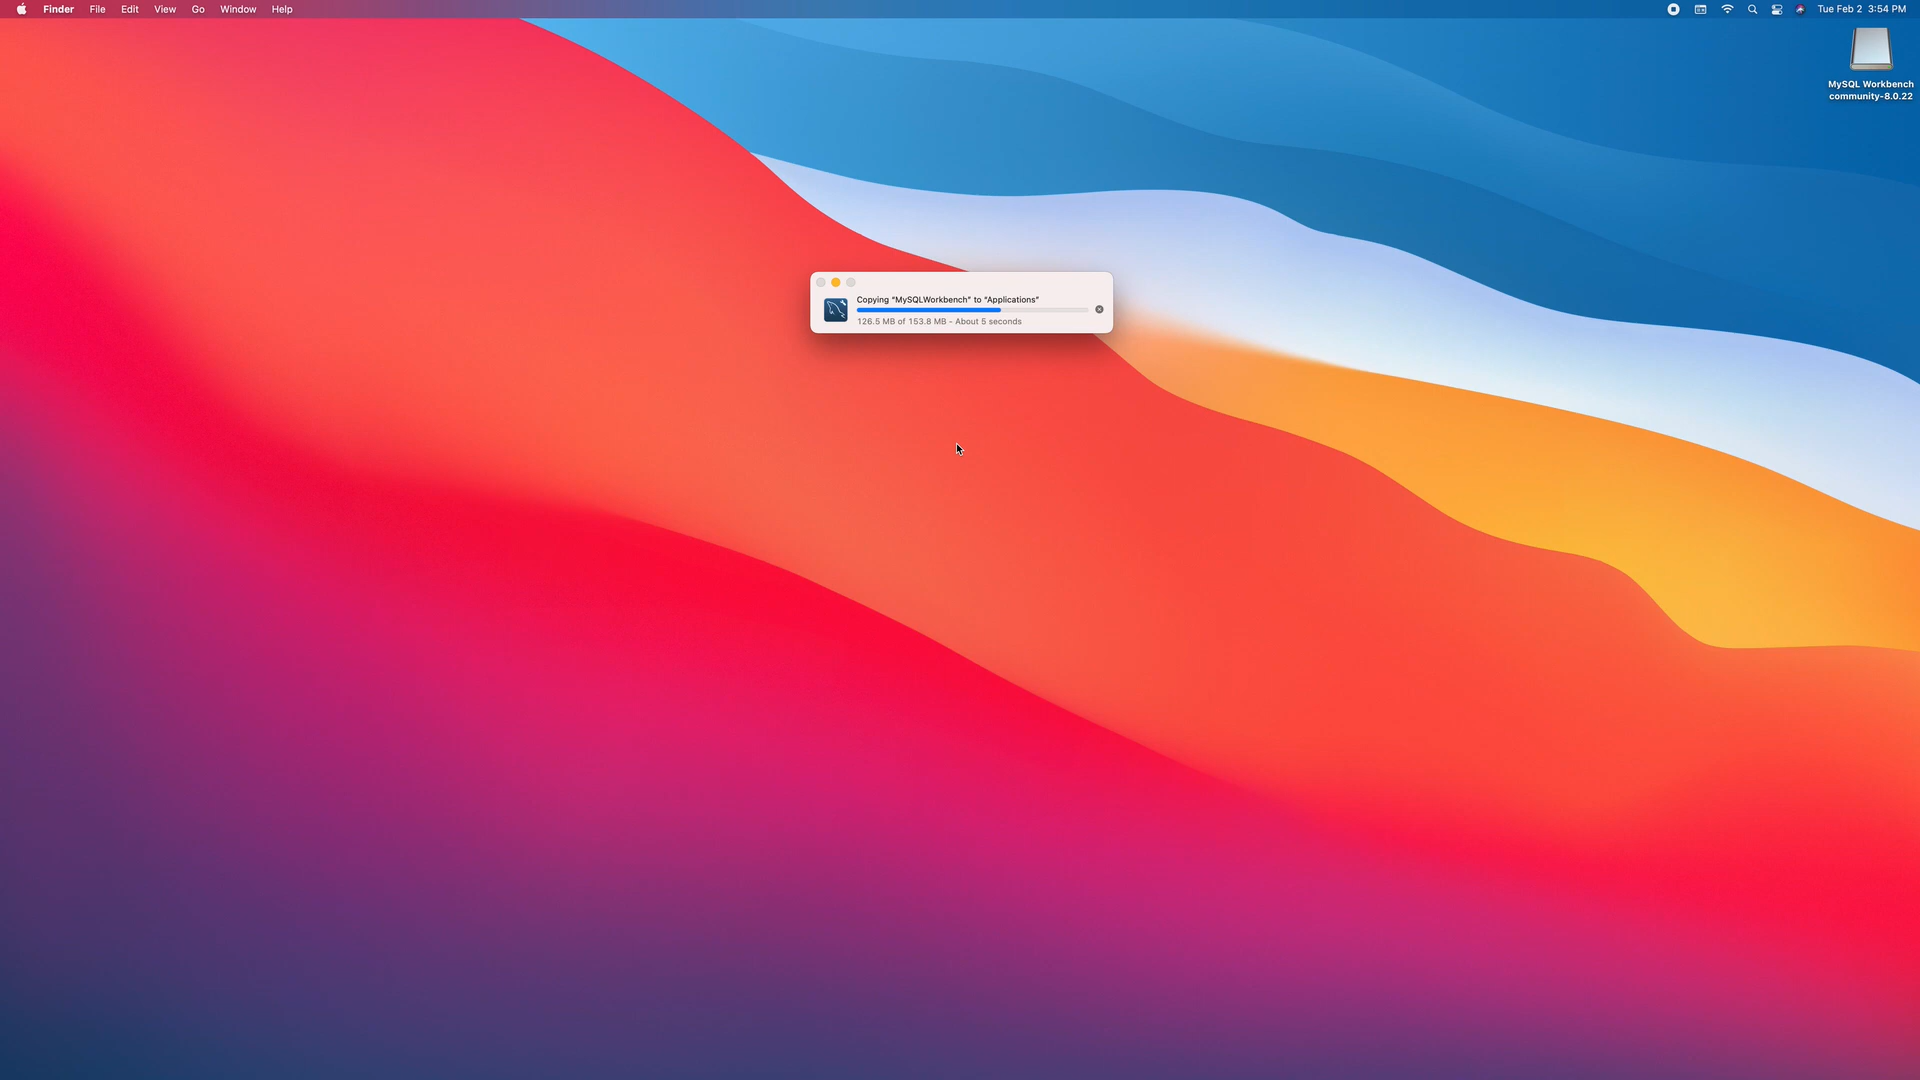 Finder File Edit View Go Window Help Tue Feb 2 3:54 PM
MySQL Workbench
community-8.0.22
Copying “MySQLWorkbench” to “Applications”
126.5 MB of 153.8 MB - About 5 seconds